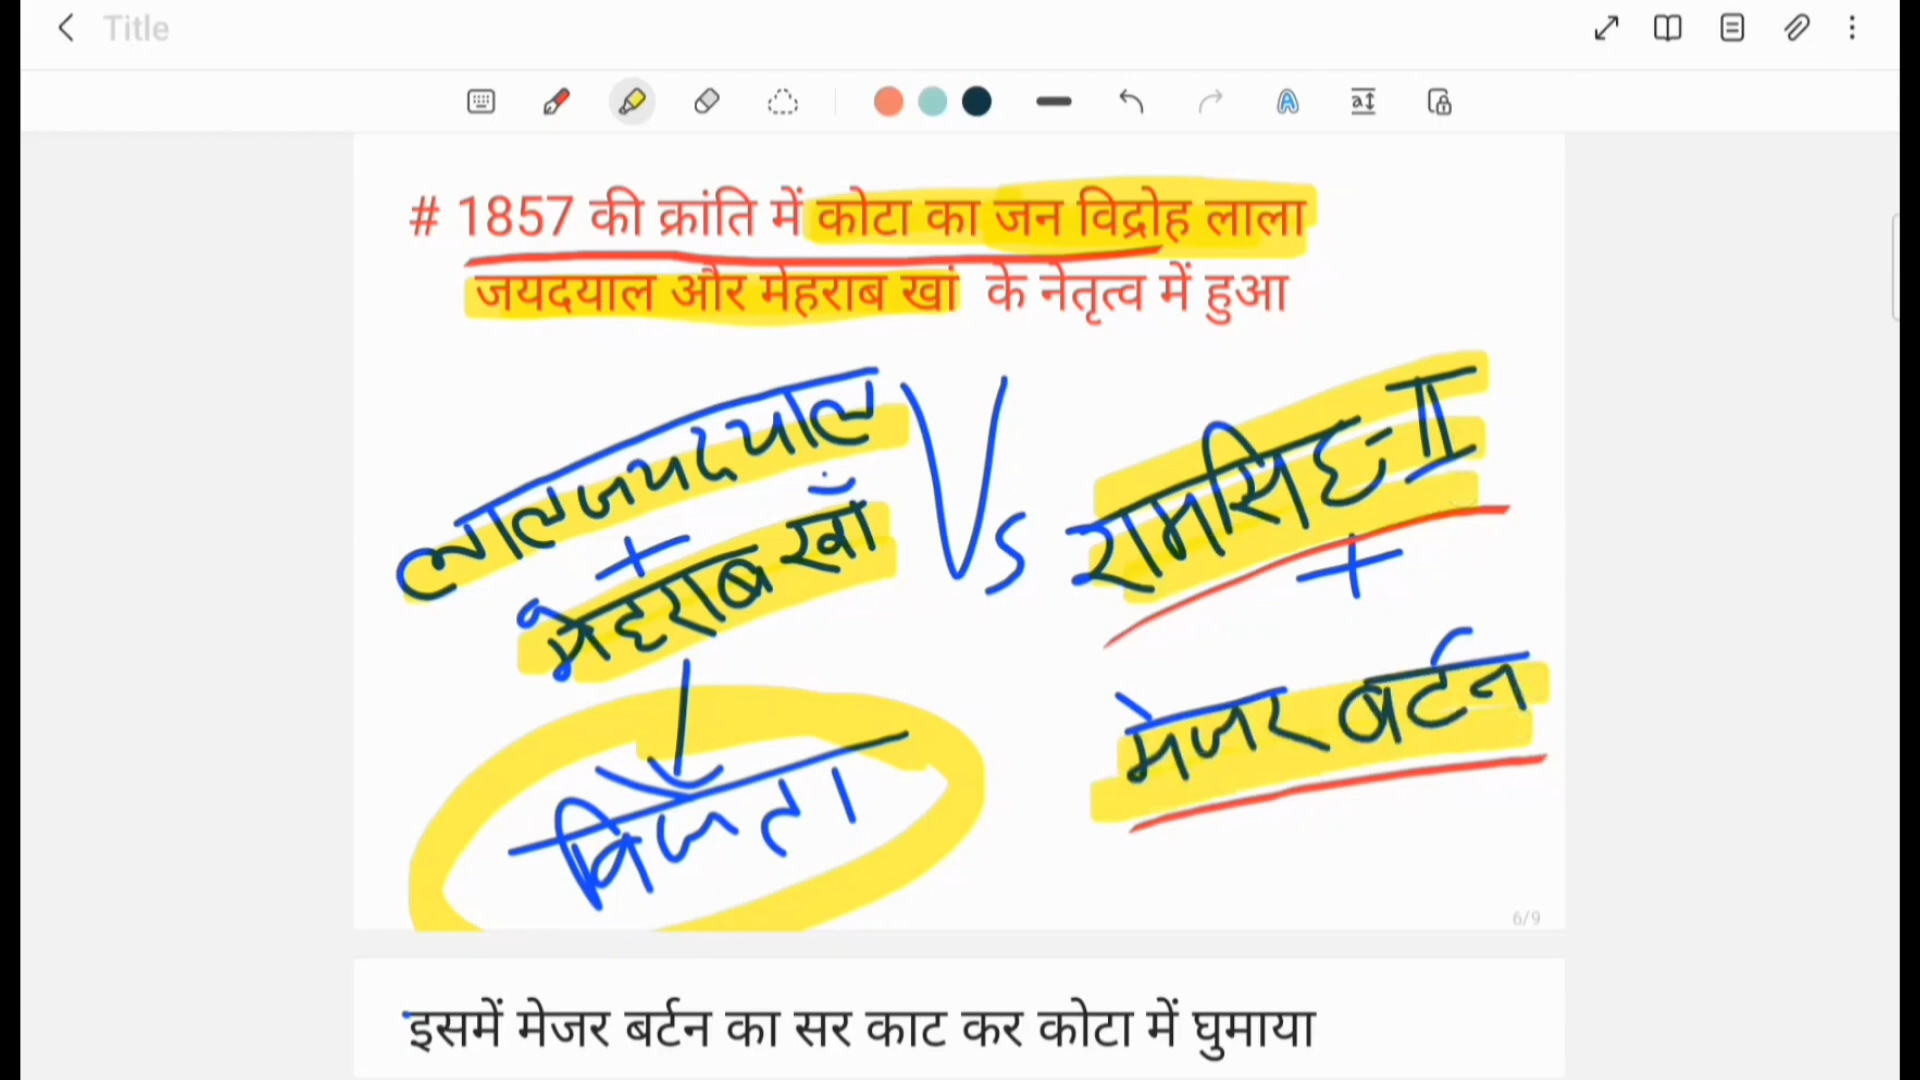 Title
# 1857 की क्रांति में कोटा का जन विद्रोह लाला
जयदयाल और मेहराब खां के नेतृत्व में हुआ
लालजयदयाल
+
मेहराब खाँ
विजता
Vs
रामसिंह-II
+
मेजर बर्टन
6/9
इसमें मेजर बर्टन का सर काट कर कोटा में घुमाया